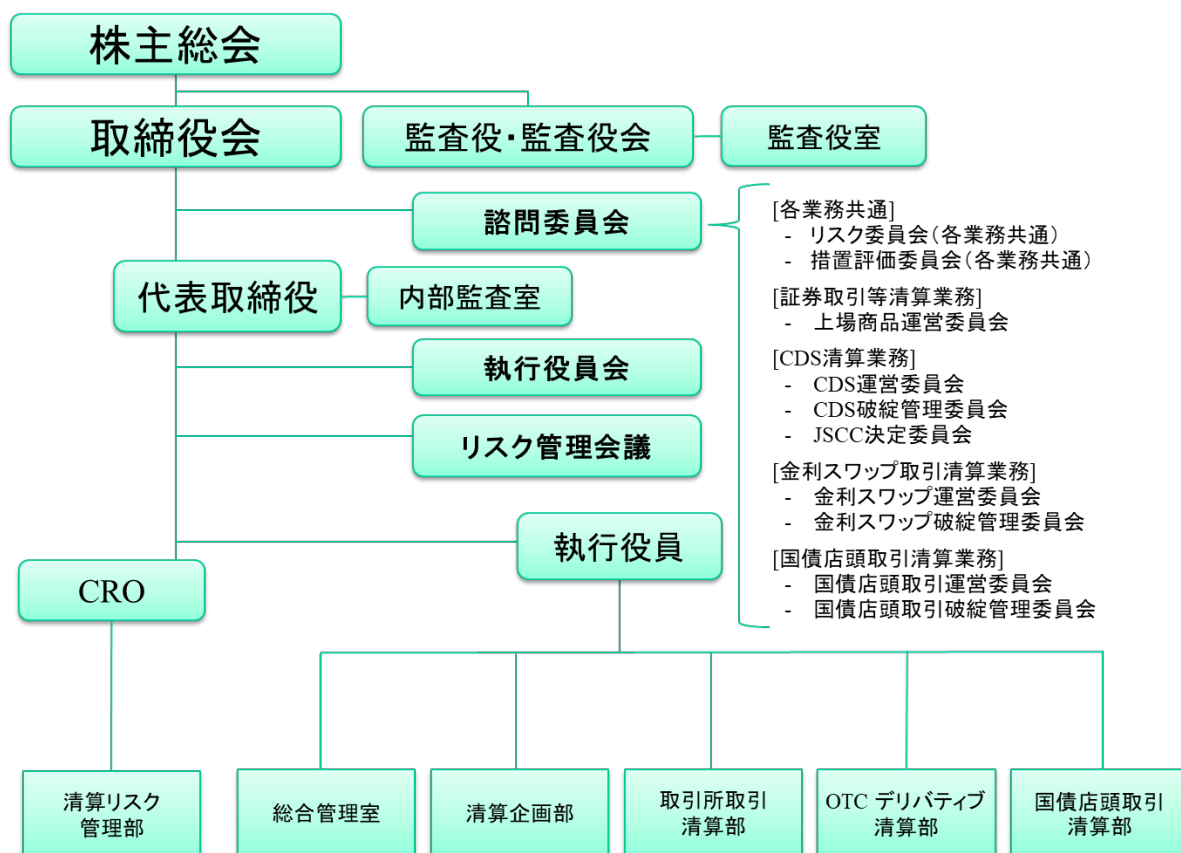 株主総会
取締役会
監査役・監査役会
監査役室
諮問委員会
代表取締役
内部監査室
執行役員会
リスク管理会議
執行役員
CRO
[各業務共通]
- リスク委員会(各業務共通)
- 措置評価委員会(各業務共通)
[証券取引等清算業務]
- 上場商品運営委員会
[CDS清算業務]
- CDS運営委員会
- CDS破綻管理委員会
- JSCC決定委員会
[金利スワップ取引清算業務]
- 金利スワップ運営委員会
- 金利スワップ破綻管理委員会
[国債店頭取引清算業務]
- 国債店頭取引運営委員会
- 国債店頭取引破綻管理委員会
清算リスク
管理部
総合管理室
清算企画部
取引所取引
清算部
OTC デリバティブ
清算部
国債店頭取引
清算部